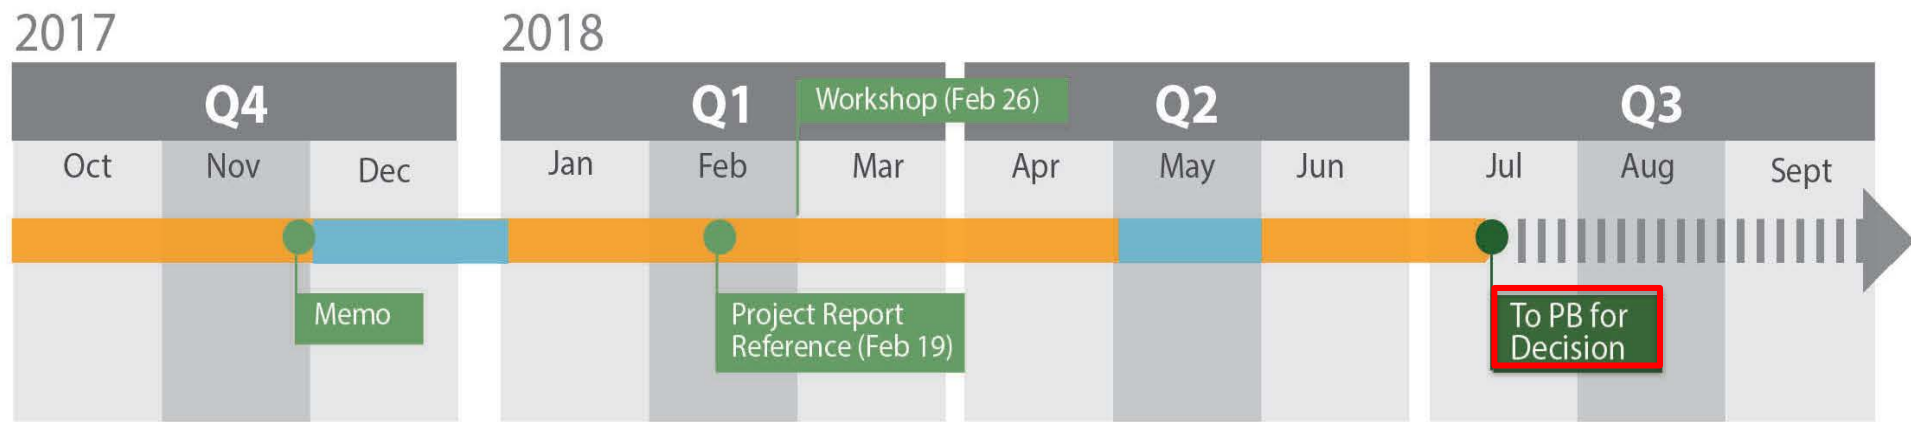 2017
2018
Q4
Q1
Workshop (Feb 26)
Q2
Q3
Oct
Nov
Dec
Jan
Feb
Mar
Apr
May
Jun
Jul
Aug
Sept
Memo
Project Report
Reference (Feb 19)
To PB for
Decision